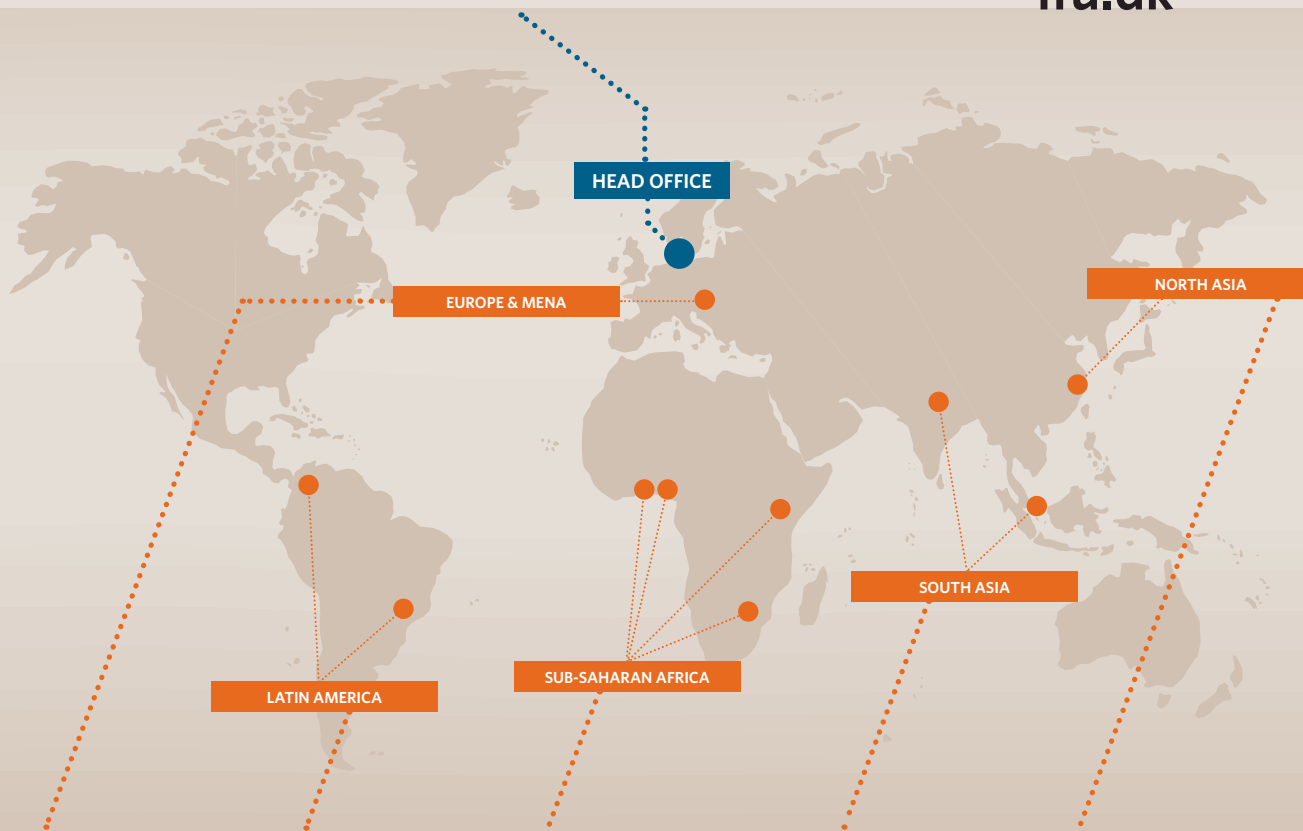 HEAD OFFICE
EUROPE & MENA
NORTH ASIA
SOUTH ASIA
SUB-SAHARAN AFRICA
LATIN AMERICA